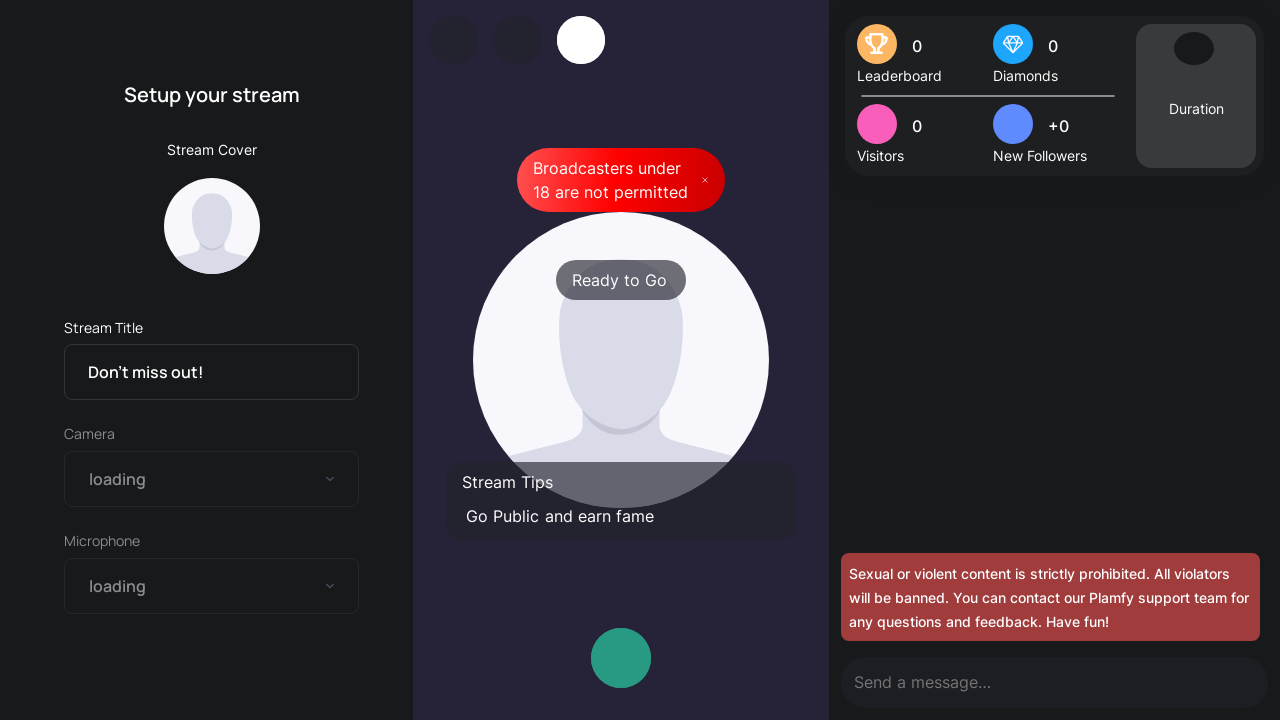 Setup your stream
Stream Cover
Stream Title
Don't miss out!
Camera
loading
Microphone
loading
Broadcasters under
18 are not permitted
Ready to Go
Stream Tips
Go Public and earn fame
0
Leaderboard
0
Diamonds
0
Visitors
+0
New Followers
Duration
Sexual or violent content is strictly prohibited. All violators
will be banned. You can contact our Plamfy support team for
any questions and feedback. Have fun!
Send a message...